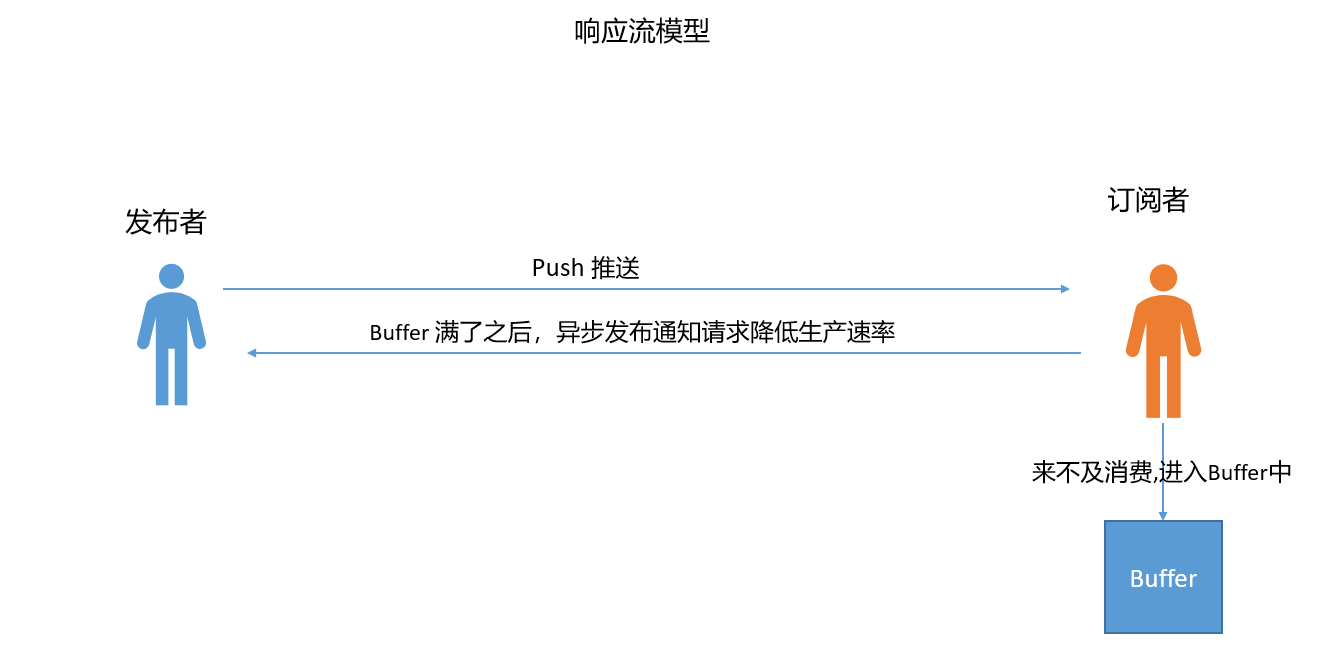 响应流模型
发布者
订阅者
Push 推送
Buffer 满了之后，异步发布通知请求降低生产速率
来不及消费,进入Buffer中
Buffer